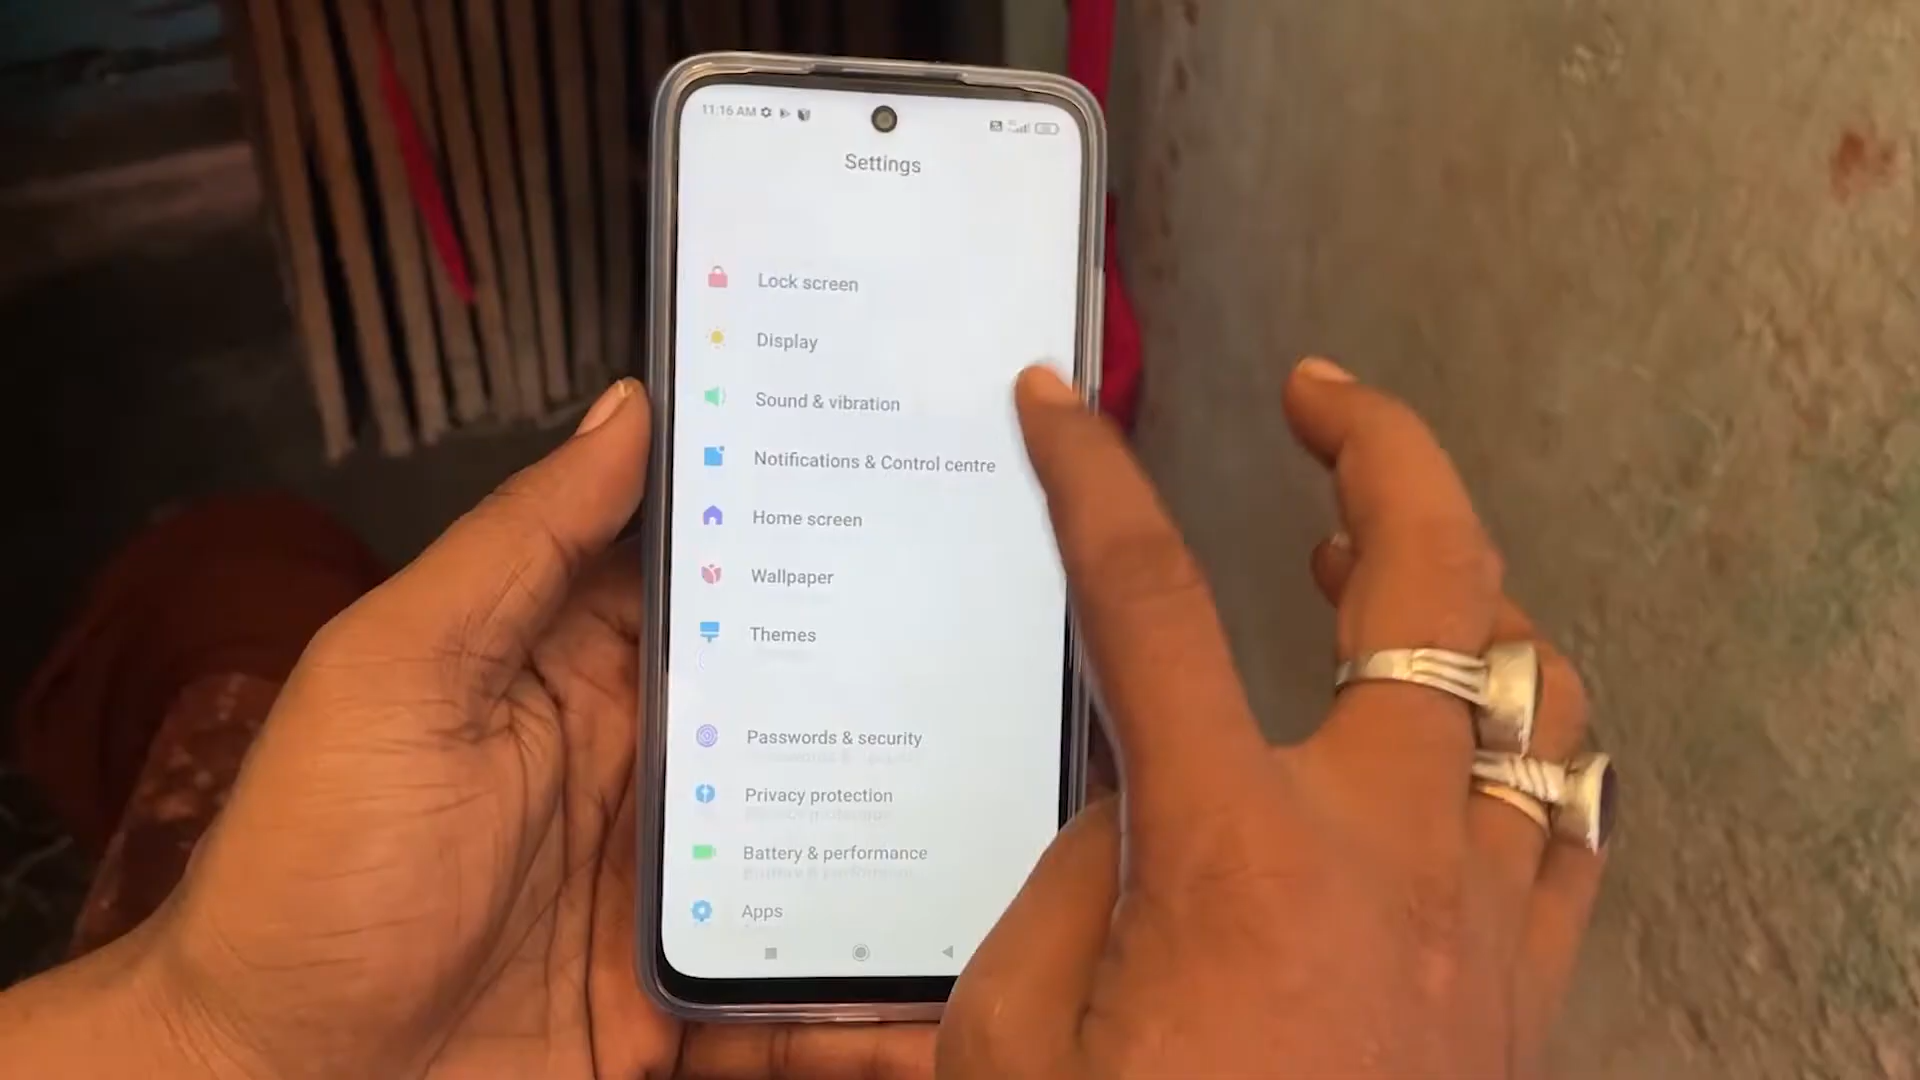 11:16 AM
Settings
Lock screen
Display
Sound & vibration
Notifications & Control centre
Home screen
Wallpaper
Themes
Passwords & security
Privacy protection
Battery & performance
Apps